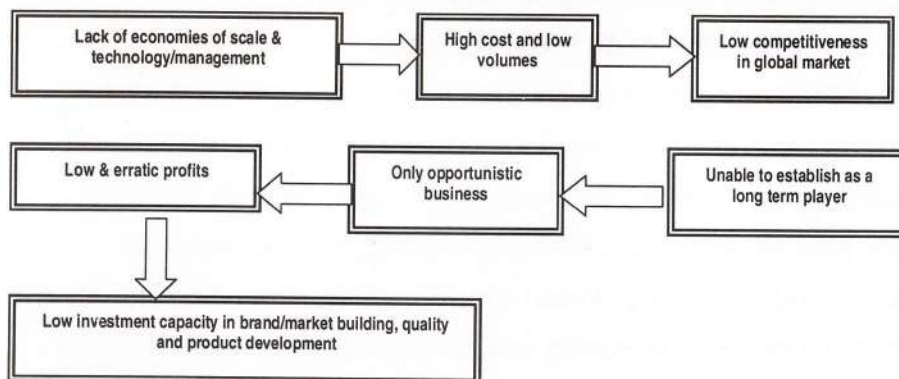 Lack of economies of scale &
technology/management
High cost and low
volumes
Low competitiveness
in global market
Low & erratic profits
Only opportunistic
business
Unable to establish as a
long term player
Low investment capacity in brand/market building, quality
and product development